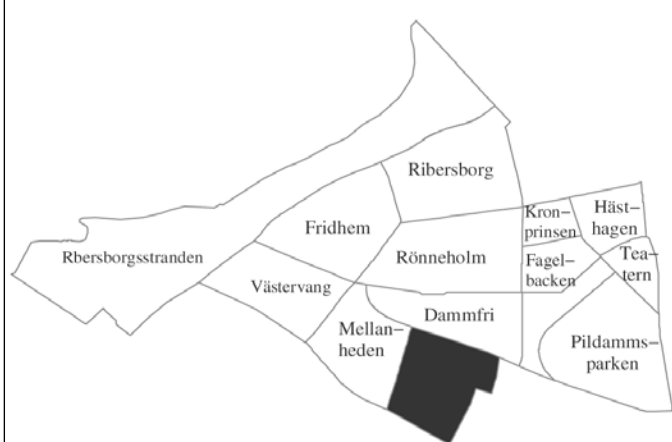 Ribersborg
Kron–
prinsen
Häst–
hagen
Fridhem
Rbersborgsstranden
Rönneholm
Fagel–
backen
Tea–
tern
Västervang
Mellan–
heden
Dammfri
Pildamms–
parken